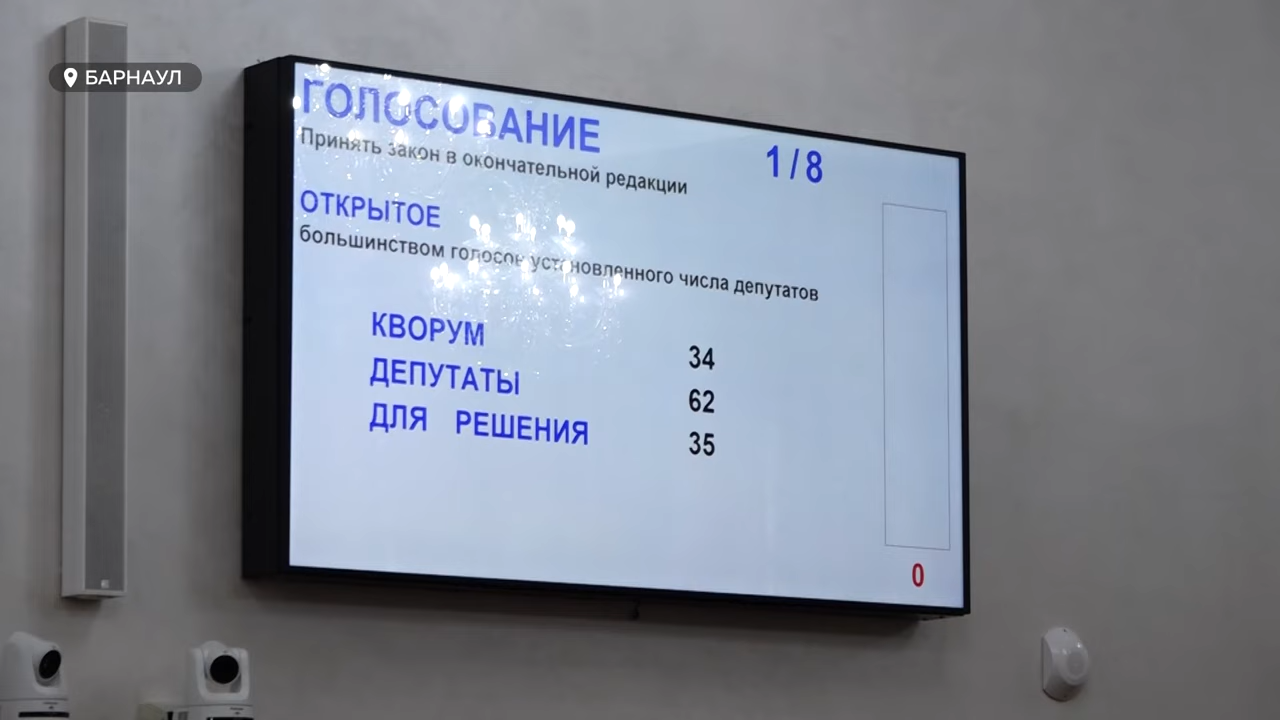 БАРНАУЛ
ГОЛОСОВАНИЕ
1/8
Принять закон в окончательной редакции
ОТКРЫТОЕ
большинством голосов установленного числа депутатов
КВОРУМ 34
ДЕПУТАТЫ 62
ДЛЯ РЕШЕНИЯ 35
0